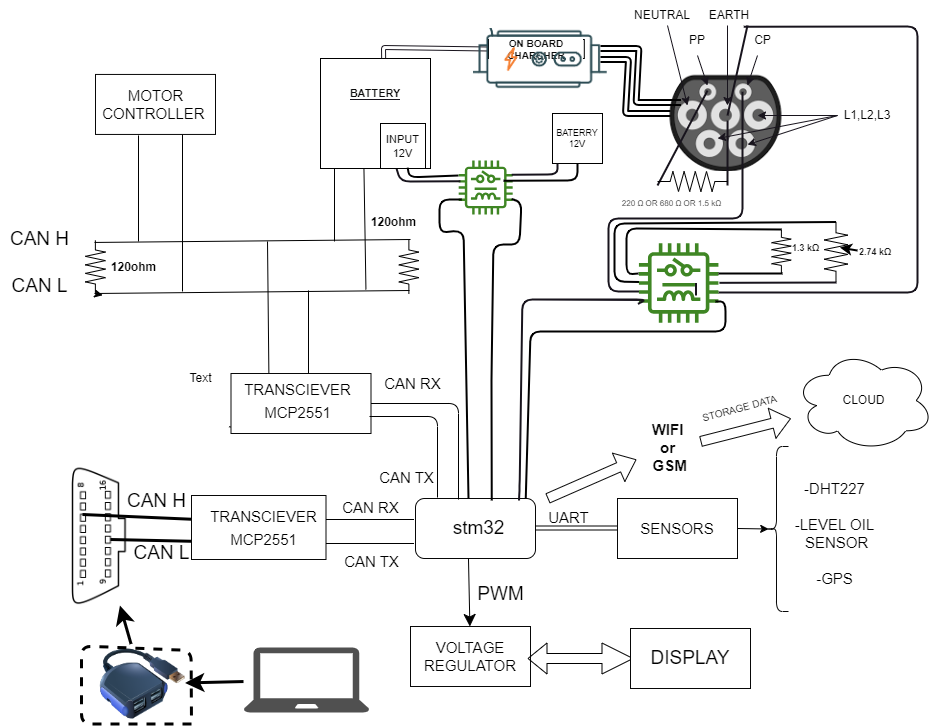 NEUTRAL
EARTH
PP
CP
ON BOARD
CHARGER
L1,L2,L3
BATTERY
INPUT
12V
BATERRY
12V
MOTOR
CONTROLLER
220 Ω OR 680 Ω OR 1.5 kΩ
120ohm
CAN H
120ohm
CAN L
1.3 kΩ
2.74 kΩ
Text
TRANSCIEVER
MCP2551
CAN RX
CAN TX
WIFI
or
GSM
STORAGE DATA
CLOUD
8
16
1
9
CAN H
CAN L
TRANSCIEVER
MCP2551
CAN RX
CAN TX
stm32
UART
SENSORS
-DHT227
-LEVEL OIL
SENSOR
-GPS
PWM
VOLTAGE
REGULATOR
DISPLAY